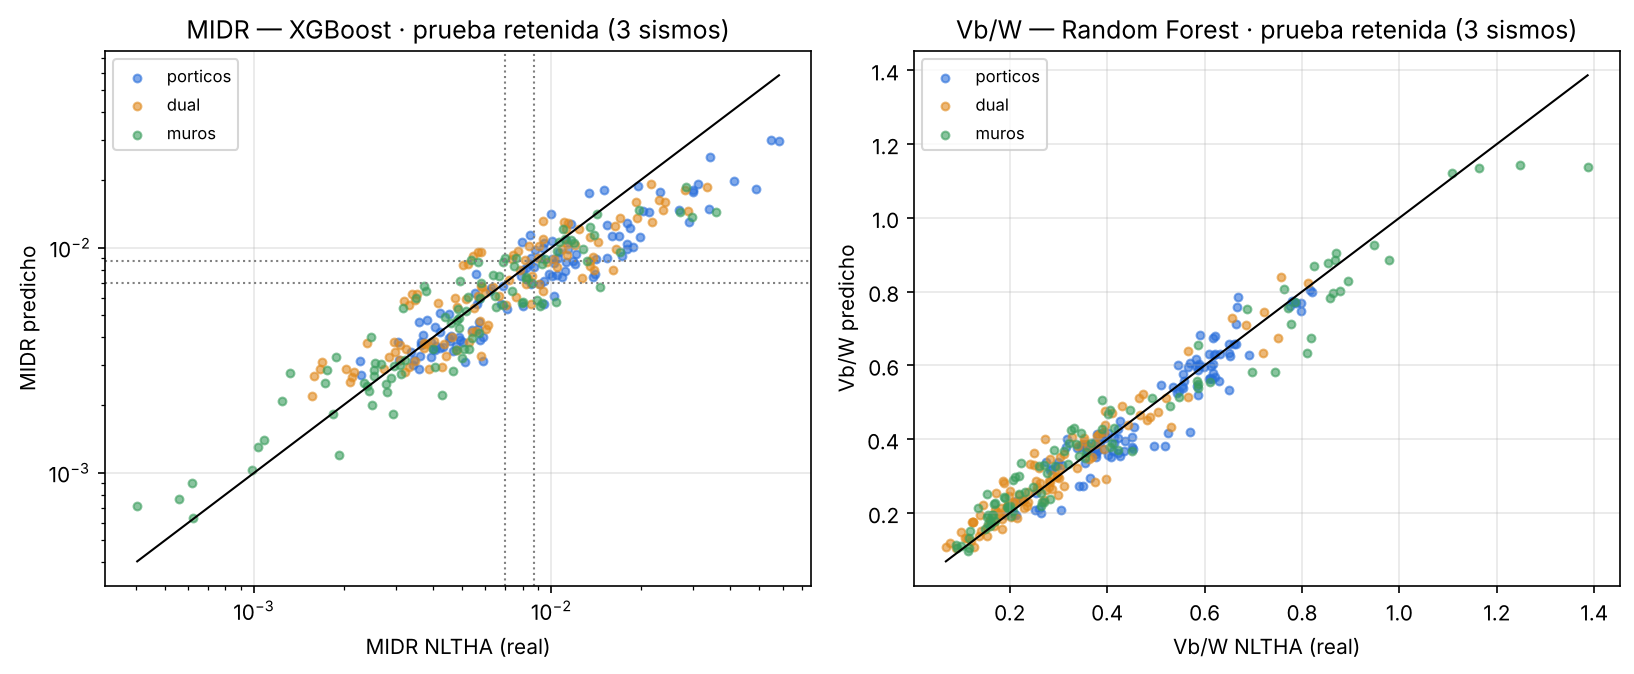 MIDR — XGBoost · prueba retenida (3 sismos)
porticos
dual
muros
10⁻²
10⁻³
MIDR predicho
10⁻³
10⁻²
MIDR NLTHA (real)
Vb/W — Random Forest · prueba retenida (3 sismos)
porticos
dual
muros
1.4
1.2
1.0
0.8
0.6
0.4
0.2
Vb/W predicho
0.2
0.4
0.6
0.8
1.0
1.2
1.4
Vb/W NLTHA (real)